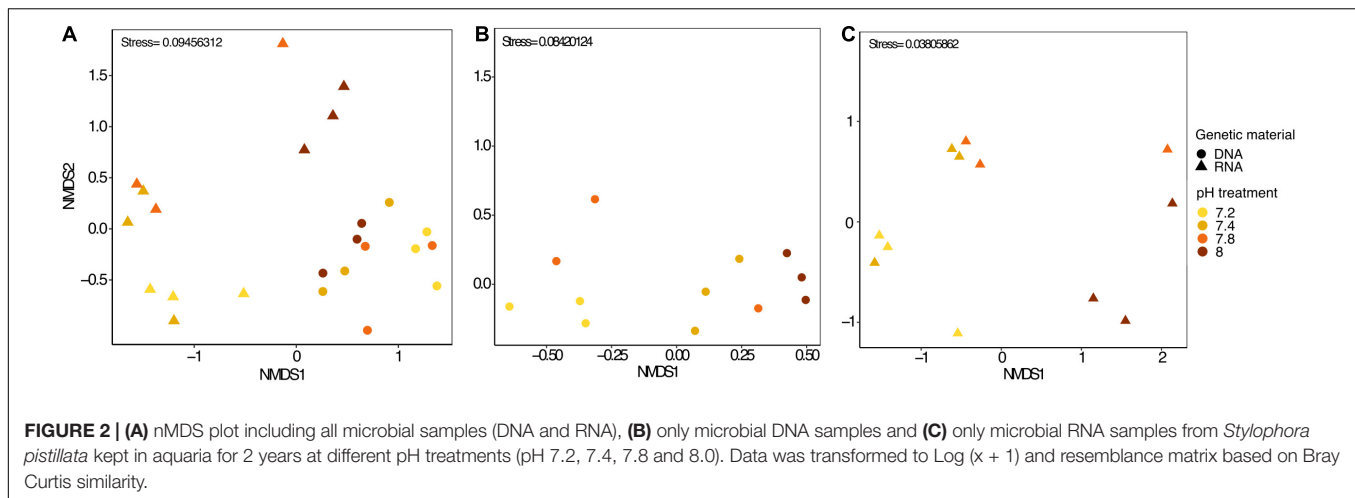 A
Stress= 0.09456312
NMDS2
1.5
1.0
0.5
0.0
−0.5
−1
0
1
NMDS1
B
Stress= 0.08420124
1.5
1.0
0.5
0.0
−0.50
−0.25
0.00
0.25
0.50
NMDS1
C
Stress= 0.03805862
1
0
−1
−1
0
1
2
NMDS1
Genetic material
DNA
RNA
pH treatment
7.2
7.4
7.8
8
FIGURE 2 | (A) nMDS plot including all microbial samples (DNA and RNA), (B) only microbial DNA samples and (C) only microbial RNA samples from Stylophora
pistillata kept in aquaria for 2 years at different pH treatments (pH 7.2, 7.4, 7.8 and 8.0). Data was transformed to Log (x + 1) and resemblance matrix based on Bray
Curtis similarity.